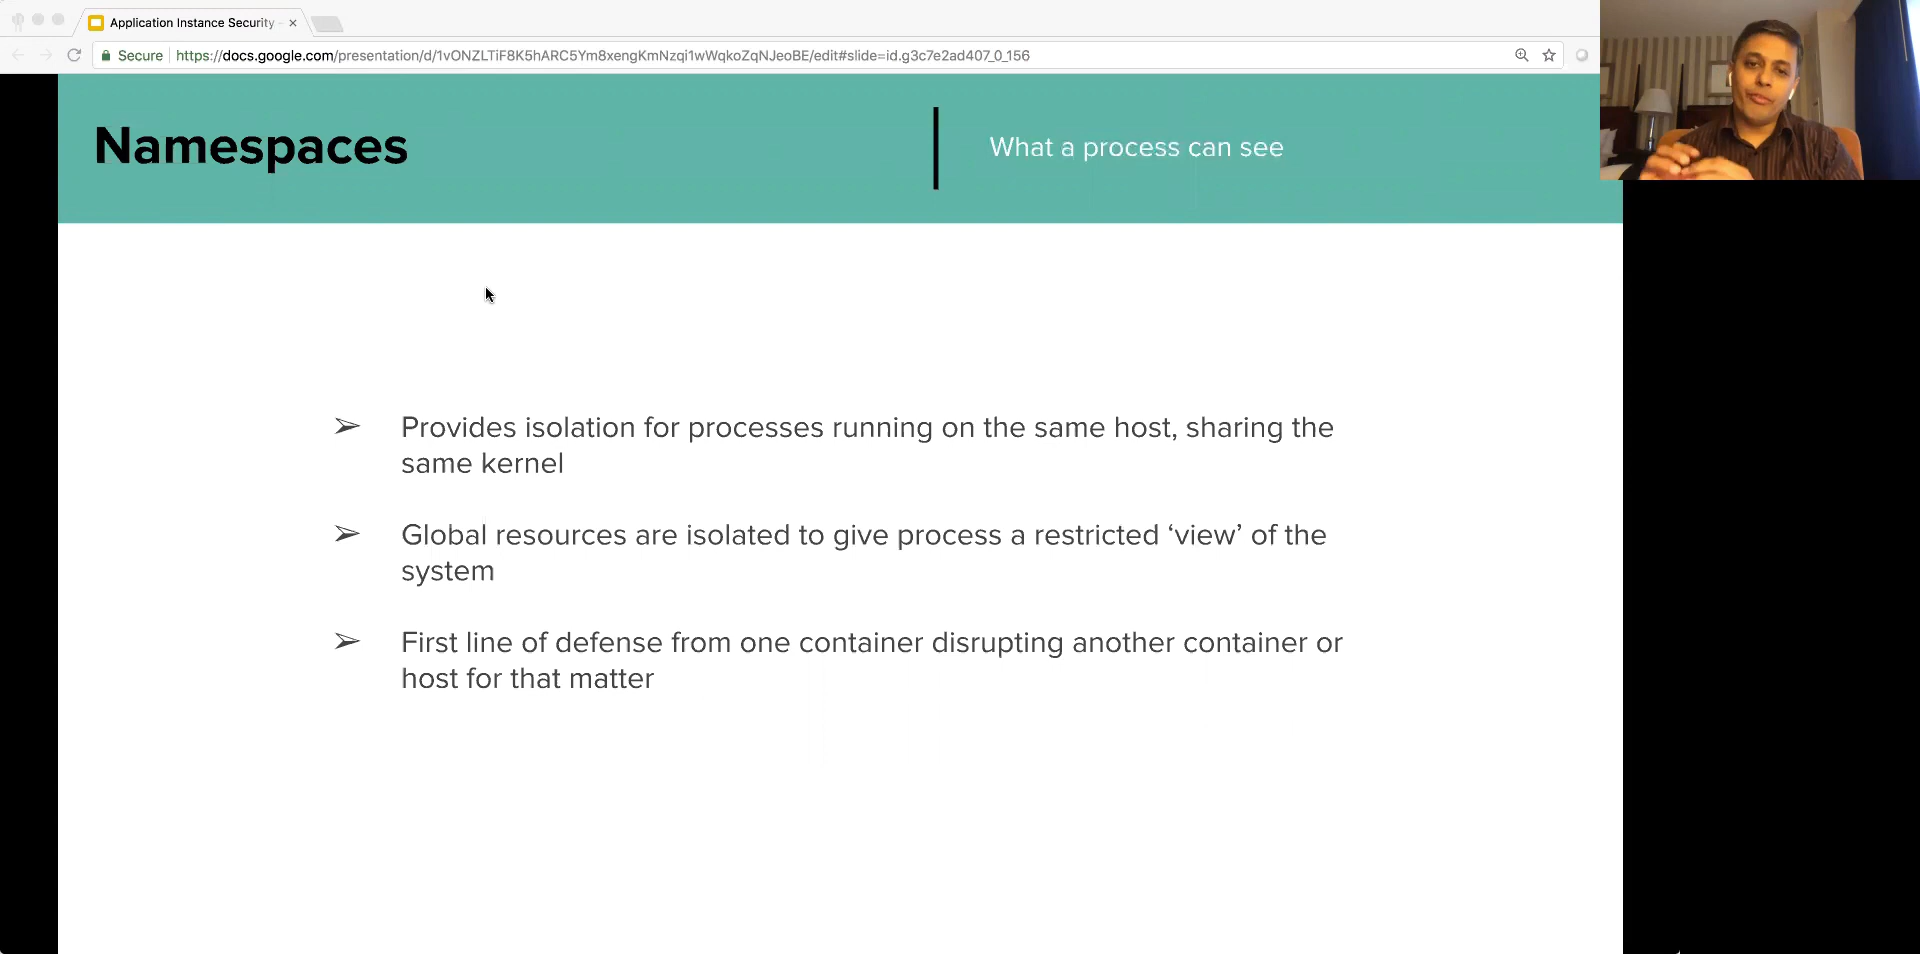 Application Instance Security -
Secure
https://docs.google.com/presentation/d/1vONZLTiF8K5hARC5Ym8xengKmNzqi1wWqkoZqNJeoBE/edit#slide=id.g3c7e2ad407_0_156
Namespaces
What a process can see
➢ Provides isolation for processes running on the same host, sharing the
same kernel
➢ Global resources are isolated to give process a restricted ‘view’ of the
system
➢ First line of defense from one container disrupting another container or
host for that matter